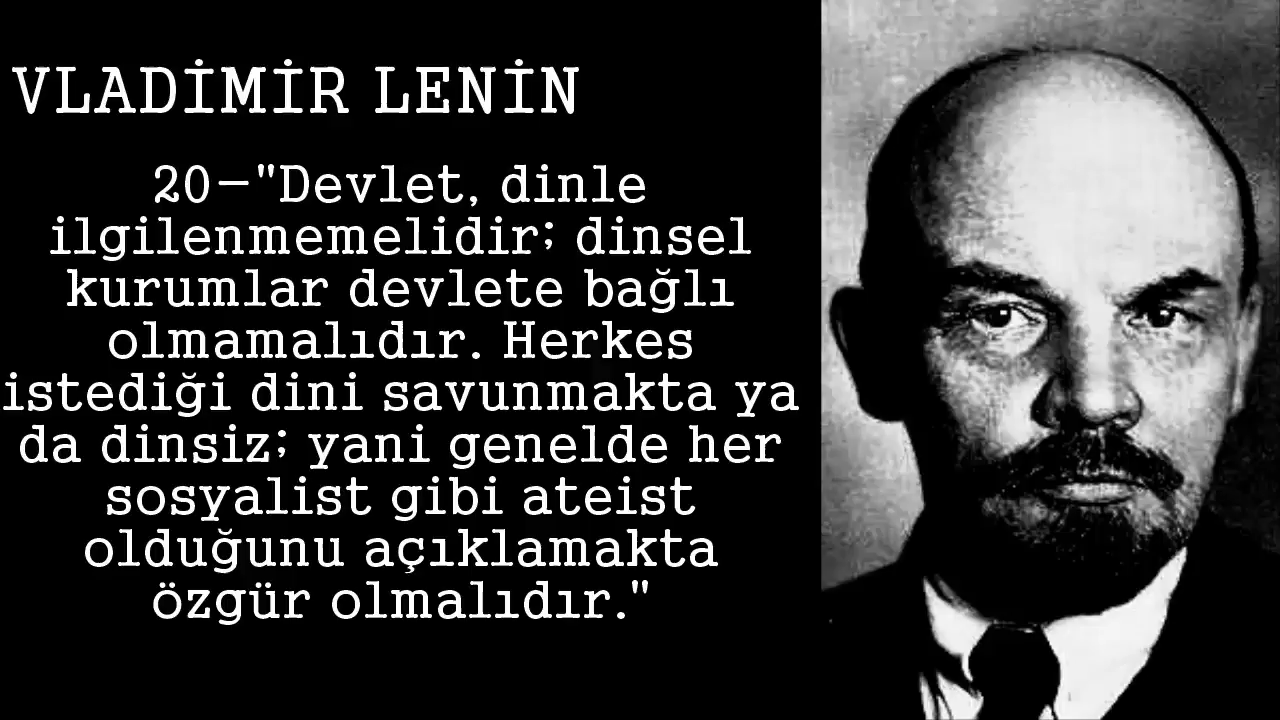 VLADİMİR LENİN
20-"Devlet, dinle
ilgilenmemelidir; dinsel
kurumlar devlete bağlı
olmamalıdır. Herkes
istediği dini savunmakta ya
da dinsiz; yani genelde her
sosyalist gibi ateist
olduğunu açıklamakta
özgür olmalıdır."